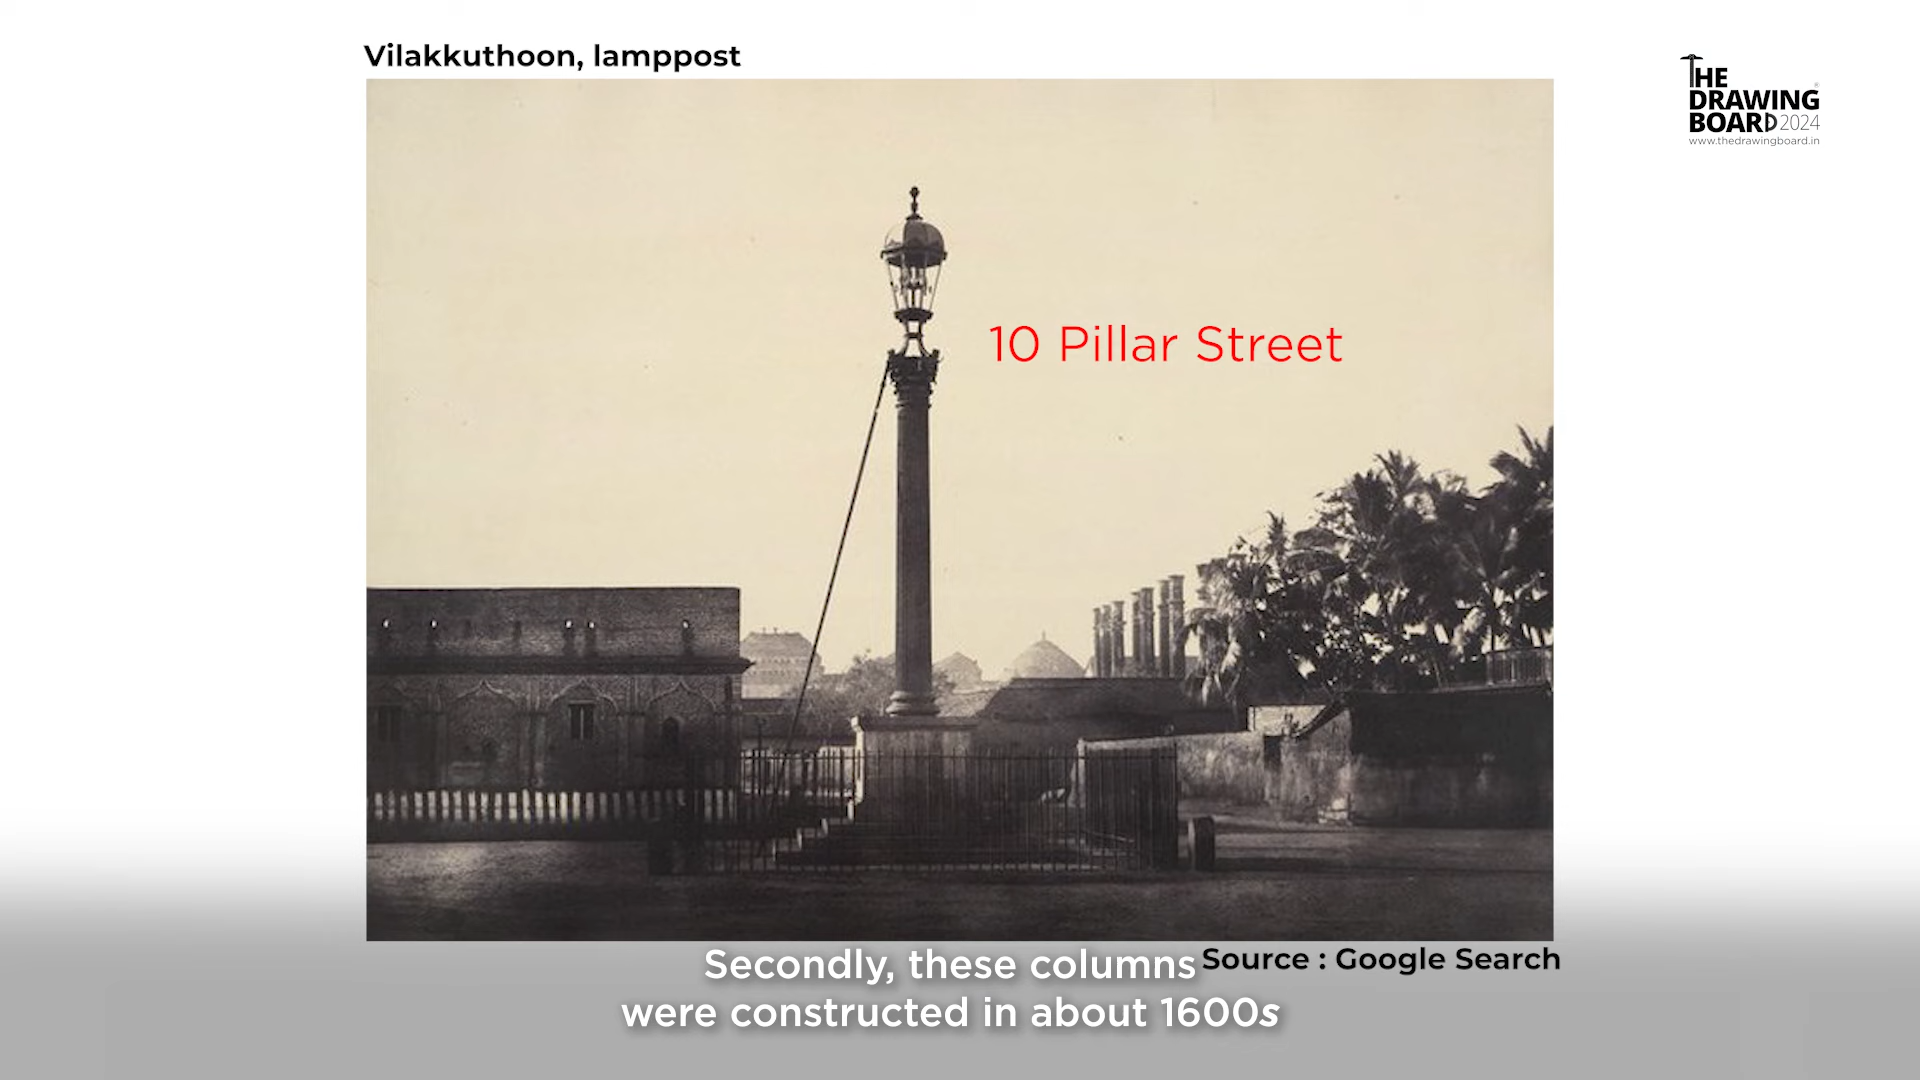 Vilakkuthoon, lamppost
THE
DRAWING
BOARD 2024
www.thedrawingboard.in
10 Pillar Street
Source : Google Search
Secondly, these columns
were constructed in about 1600s